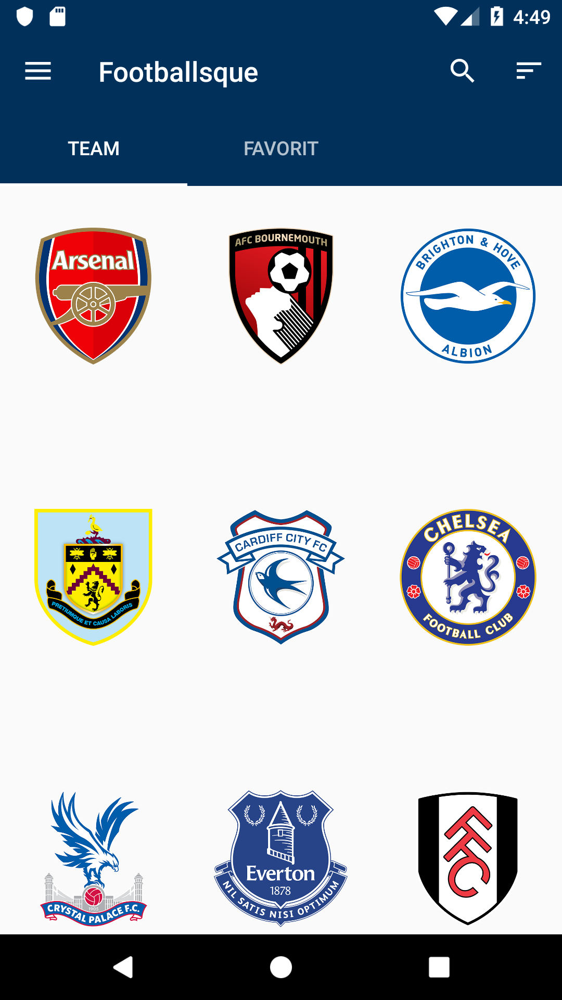 4:49
Footballsque
TEAM FAVORIT
Arsenal
AFC BOURNEMOUTH
BRIGHTON & HOVE
ALBION
PRETIUMQUE ET CAUSA LABORIS
CARDIFF CITY FC
CHELSEA
FOOTBALL CLUB
1905
CRYSTAL PALACE F.C.
Everton
1878
NIL SATIS NISI OPTIMUM
FFC